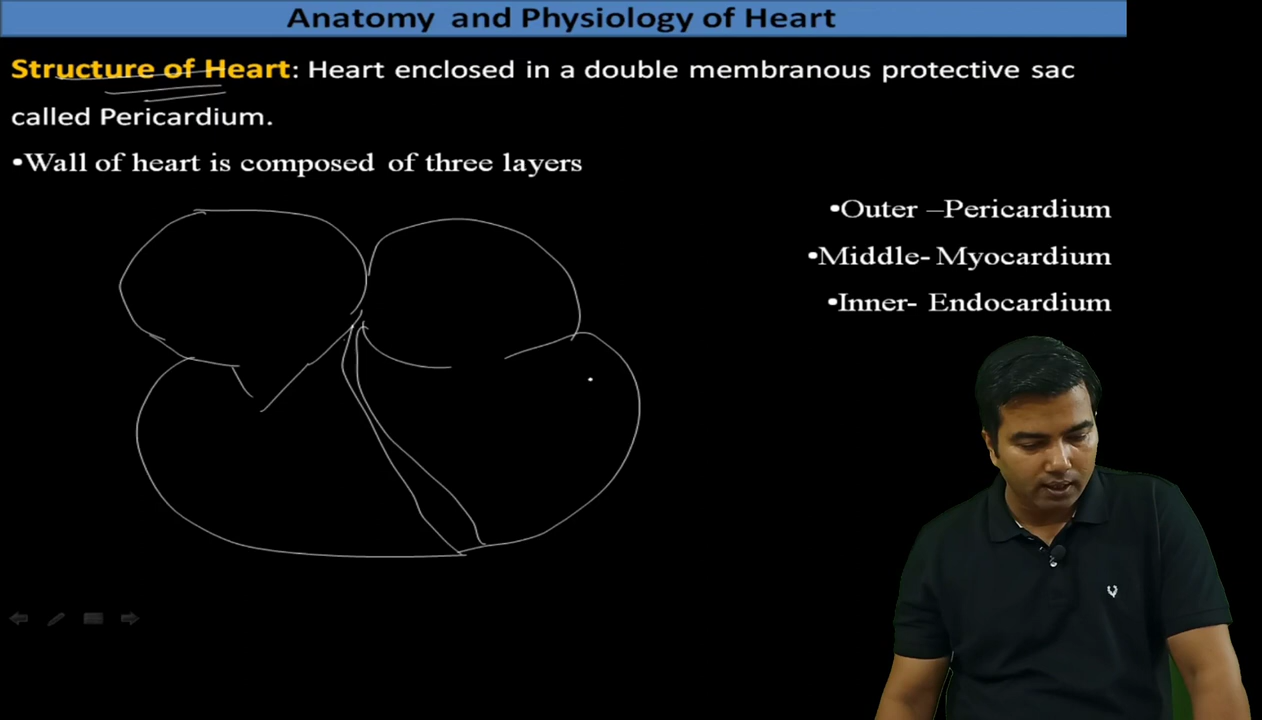 Anatomy and Physiology of Heart
Structure of Heart: Heart enclosed in a double membranous protective sac
called Pericardium.
•Wall of heart is composed of three layers
•Outer –Pericardium
•Middle- Myocardium
•Inner- Endocardium